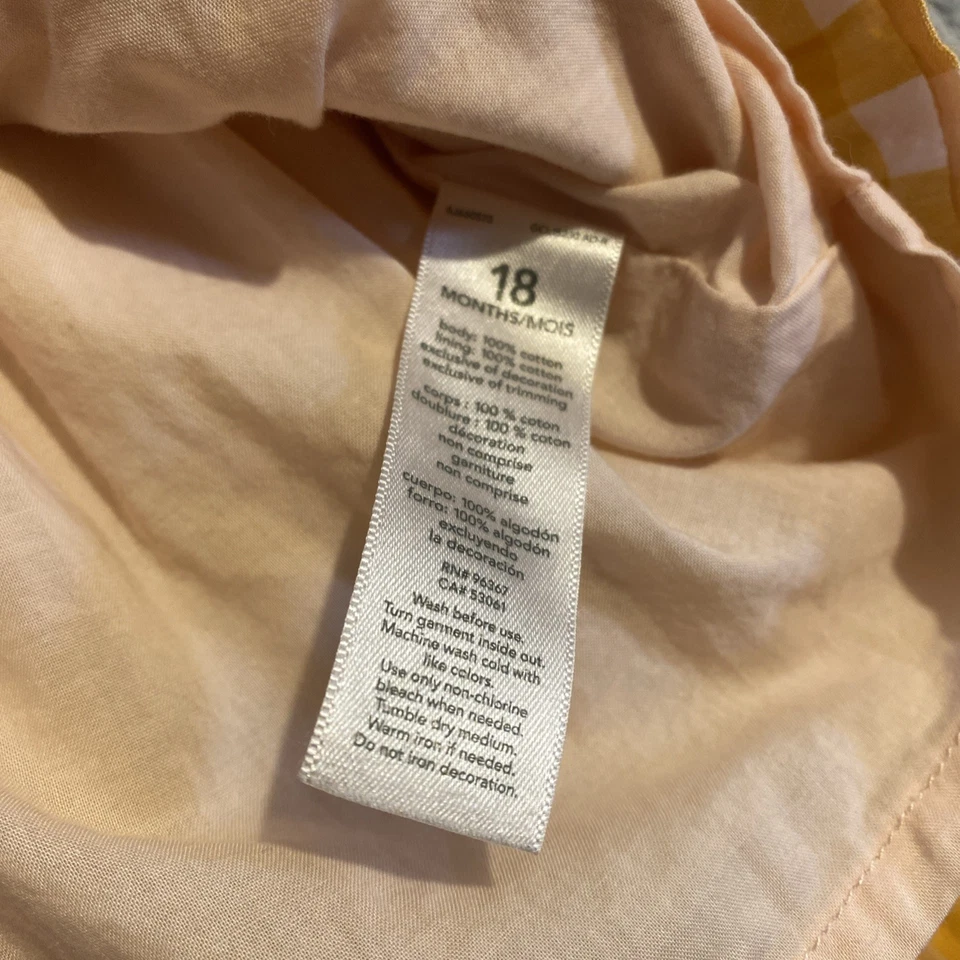 18
MONTHS/MOIS
body: 100% cotton
lining: 100% cotton
exclusive of decoration
exclusive of trimming
corps : 100 % coton
doublure : 100 % coton
décoration
non comprise
garniture
non comprise
cuerpo: 100% algodón
forro: 100% algodón
excluyendo
la decoración
RN# 96367
CA# 53061
Wash before use.
Turn garment inside out.
Machine wash cold with
like colors.
Use only non-chlorine
bleach when needed.
Tumble dry medium.
Warm iron if needed.
Do not iron decoration.